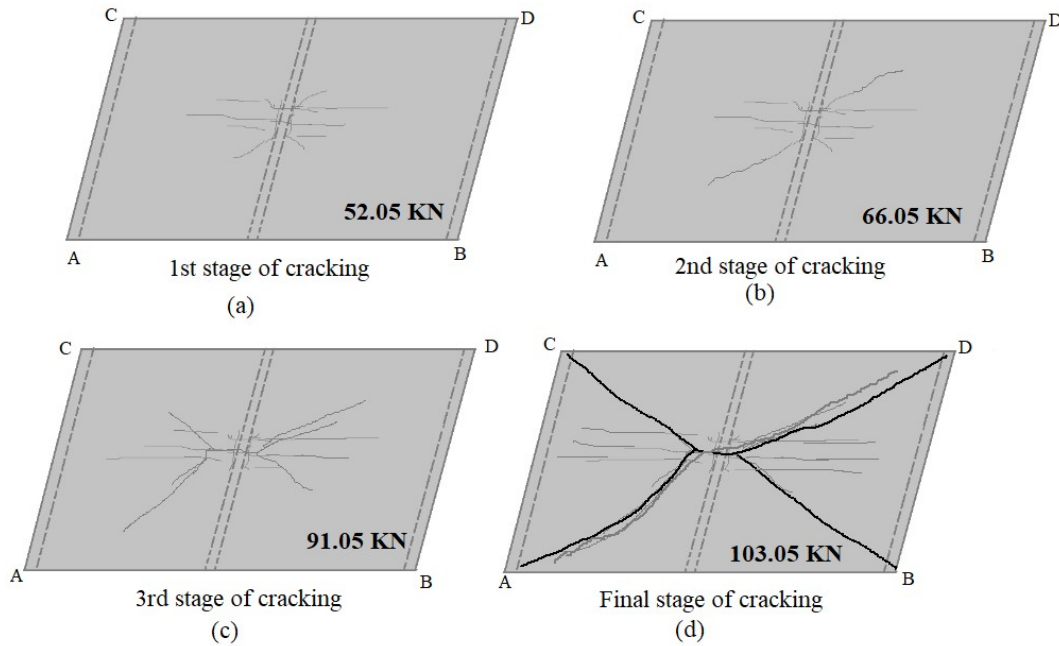 C
D
52.05 KN
A
B
1st stage of cracking
(a)
C
D
66.05 KN
A
B
2nd stage of cracking
(b)
C
D
91.05 KN
A
B
3rd stage of cracking
(c)
C
D
103.05 KN
A
B
Final stage of cracking
(d)